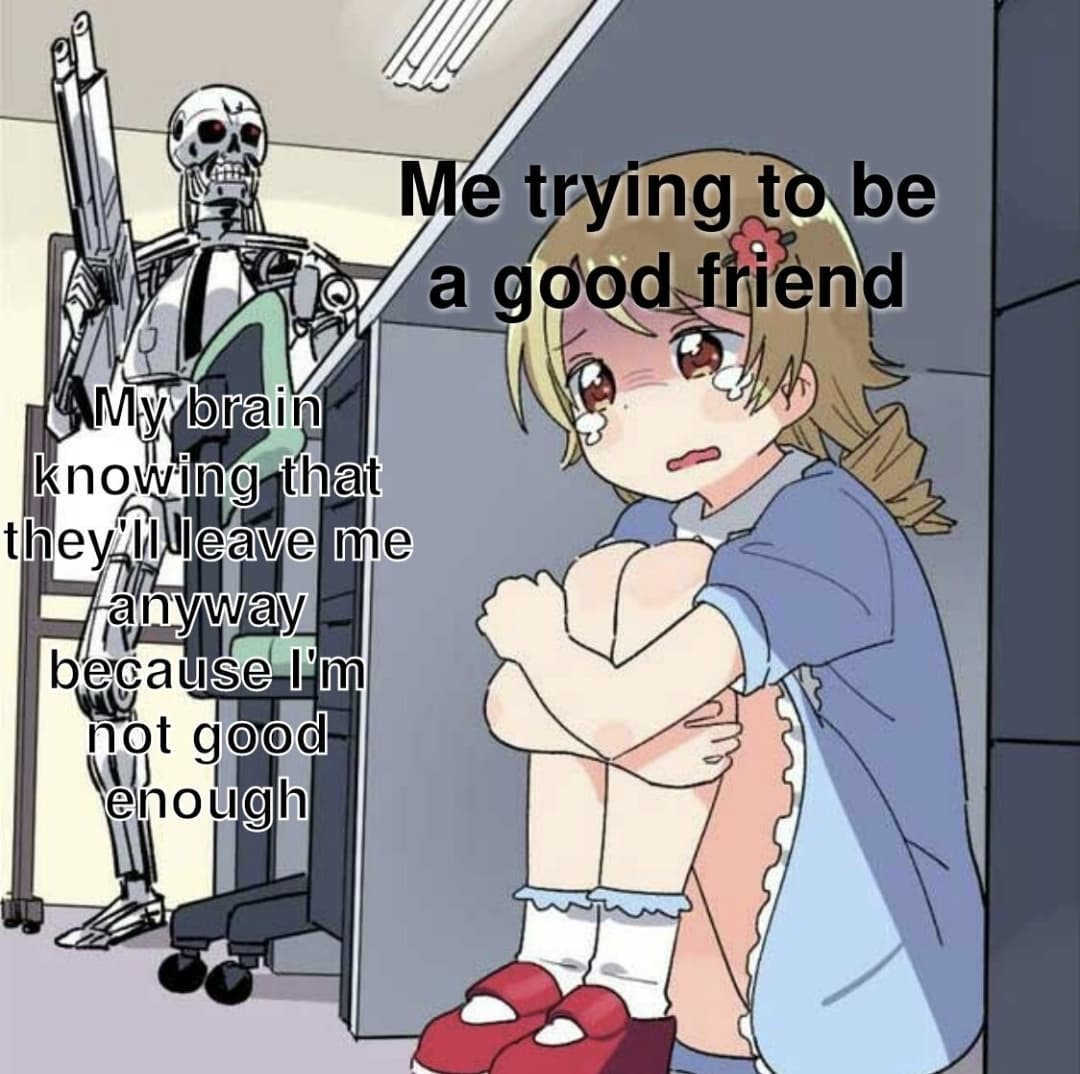 Me trying to be
a good friend
My brain
knowing that
they'll leave me
anyway
because I'm
not good
enough